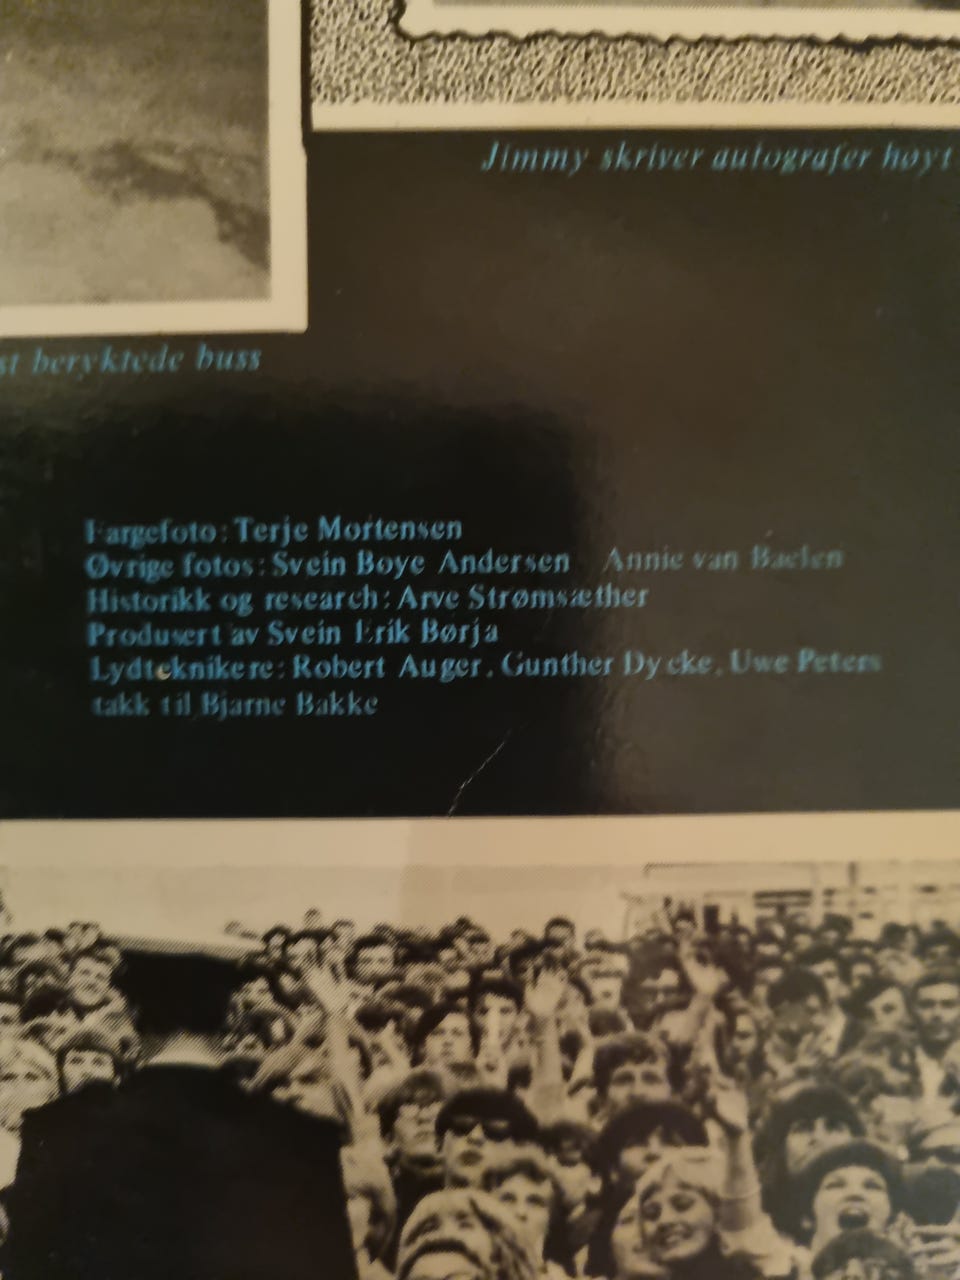 Jimmy skriver autografer høyt
st beryktede buss
Fargefoto: Terje Mortensen
Øvrige fotos: Svein Boye Andersen Annie van Baelen
Historikk og research: Arve Strømsæther
Produsert av Svein Erik Børja
Lydteknikere: Robert Auger, Gunther Dycke, Uwe Peters
takk til Bjarne Bakke